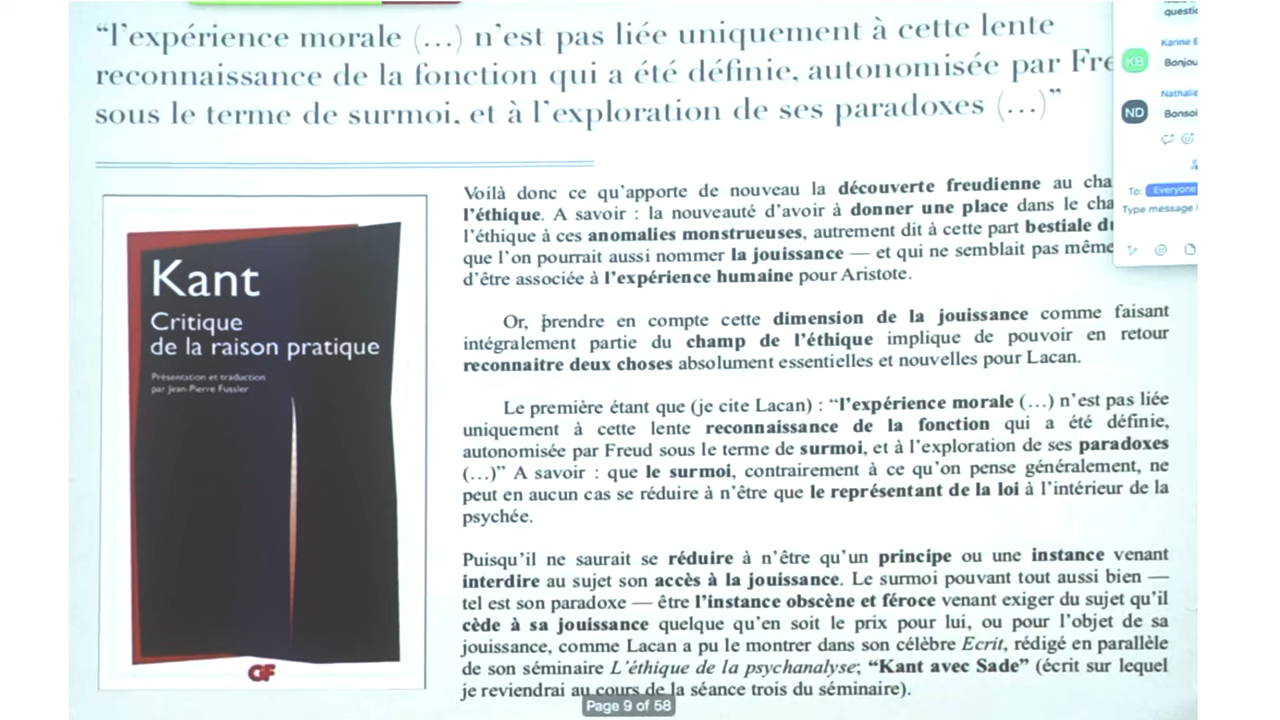 “l’expérience morale (…) n’est pas liée uniquement à cette lente
reconnaissance de la fonction qui a été définie, autonomisée par Fre
sous le terme de surmoi, et à l’exploration de ses paradoxes (…)”
Kant
Critique
de la raison pratique
Présentation et traduction
par Jean-Pierre Fussler
GF
Voilà donc ce qu’apporte de nouveau la découverte freudienne au cha
l’éthique. A savoir : la nouveauté d’avoir à donner une place dans le cha
l’éthique à ces anomalies monstrueuses, autrement dit à cette part bestiale du
que l’on pourrait aussi nommer la jouissance — et qui ne semblait pas même
d’être associée à l’expérience humaine pour Aristote.
Or, prendre en compte cette dimension de la jouissance comme faisant
intégralement partie du champ de l’éthique implique de pouvoir en retour
reconnaitre deux choses absolument essentielles et nouvelles pour Lacan.
Le première étant que (je cite Lacan) : “l’expérience morale (…) n’est pas liée
uniquement à cette lente reconnaissance de la fonction qui a été définie,
autonomisée par Freud sous le terme de surmoi, et à l’exploration de ses paradoxes
(…)” A savoir : que le surmoi, contrairement à ce qu’on pense généralement, ne
peut en aucun cas se réduire à n’être que le représentant de la loi à l’intérieur de la
psychée.
Puisqu’il ne saurait se réduire à n’être qu’un principe ou une instance venant
interdire au sujet son accès à la jouissance. Le surmoi pouvant tout aussi bien —
tel est son paradoxe — être l’instance obscène et féroce venant exiger du sujet qu’il
cède à sa jouissance quelque qu’en soit le prix pour lui, ou pour l’objet de sa
jouissance, comme Lacan a pu le montrer dans son célèbre Ecrit, rédigé en parallèle
de son séminaire L’éthique de la psychanalyse; “Kant avec Sade” (écrit sur lequel
je reviendrai au cours de la séance trois du séminaire).
Page 9 of 58
questio
Karine B
KB
Bonjou
Nathalie
ND
Bonsoi
To: Everyone
Type message